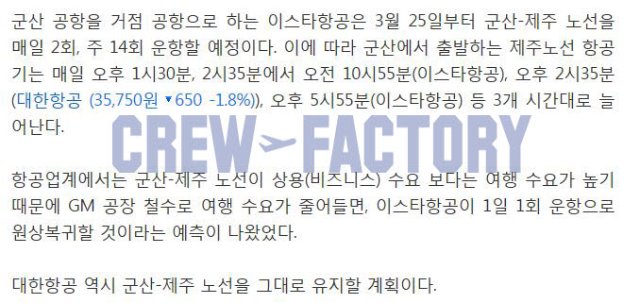 군산 공항을 거점 공항으로 하는 이스타항공은 3월 25일부터 군산-제주 노선을
매일 2회, 주 14회 운항할 예정이다. 이에 따라 군산에서 출발하는 제주노선 항공
기는 매일 오후 1시30분, 2시35분에서 오전 10시55분(이스타항공), 오후 2시35분
(대한항공 (35,750원 ▼650 -1.8%)), 오후 5시55분(이스타항공) 등 3개 시간대로 늘
어난다.
CREW FACTORY
항공업계에서는 군산-제주 노선이 상용(비즈니스) 수요 보다는 여행 수요가 높기
때문에 GM 공장 철수로 여행 수요가 줄어들면, 이스타항공이 1일 1회 운항으로
원상복귀할 것이라는 예측이 나왔었다.
대한항공 역시 군산-제주 노선을 그대로 유지할 계획이다.